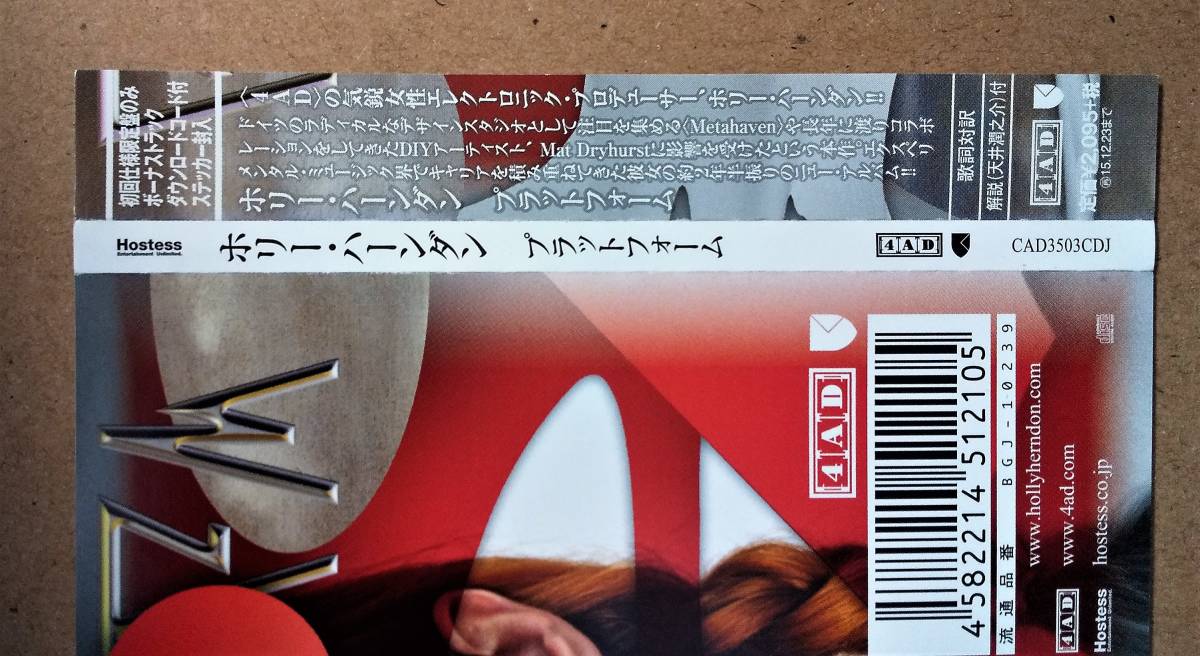 初回仕様限定盤のみ
ボーナストラック
ダウンロードコード付
ステッカー封入
〈4AD〉の気鋭女性エレクトロニック・プロデューサー、ホリー・ハーンダン!!
ドイツのラディカルなデザインスタジオとして注目を集める〈Metahaven〉や長年に渡りコラボ
レーションをしてきたDIYアーティスト、Mat Dryhurstに影響を受けたという本作。エクスペリ
メンタル・ミュージック界でキャリアを積み重ねてきた彼女の約2年半振りのニュー・アルバム!!
ホリー・ハーンダン プラットフォーム
歌詞対訳
解説(天井潤之介)付
4AD
定価¥2,095+税
Ⓟ15.12.23まで
Hostess
Entertainment Unlimited.
ホリー・ハーンダン プラットフォーム
4AD
CAD3503CDJ
4AD
4582214512105
流通品番 BGJ-10239
www.hollyherndon.com
4AD www.4ad.com
Hostess
Entertainment Unlimited.
hostess.co.jp